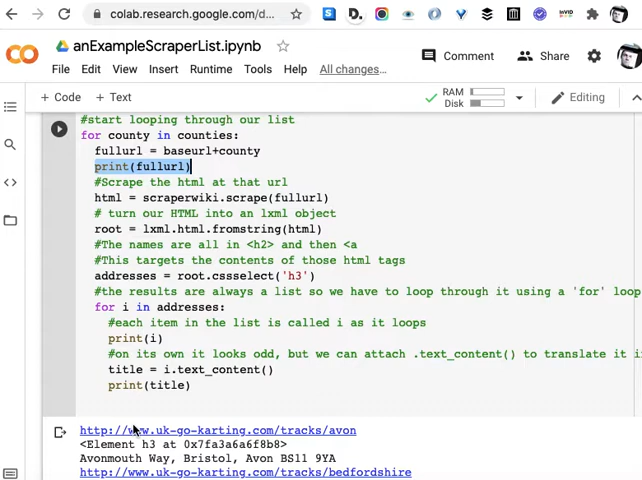 colab.research.google.com/d...
anExampleScraperList.ipynb
Comment
Share
File Edit View Insert Runtime Tools Help All changes...
+ Code + Text
RAM
Disk
Editing
#start looping through our list
for county in counties:
fullurl = baseurl+county
print(fullurl)
#Scrape the html at that url
html = scraperwiki.scrape(fullurl)
# turn our HTML into an lxml object
root = lxml.html.fromstring(html)
#The names are all in <h2> and then <a
#This targets the contents of those html tags
addresses = root.cssselect('h3')
#the results are always a list so we have to loop through it using a 'for' loop
for i in addresses:
#each item in the list is called i as it loops
print(i)
#on its own it looks odd, but we can attach .text_content() to translate it i
title = i.text_content()
print(title)
http://www.uk-go-karting.com/tracks/avon
<Element h3 at 0x7fa3a6a6f8b8>
Avonmouth Way, Bristol, Avon BS11 9YA
http://www.uk-go-karting.com/tracks/bedfordshire